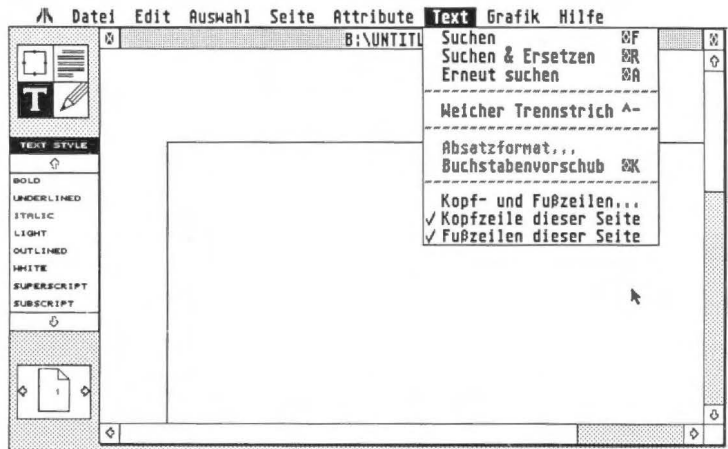 Datei Edit Auswahl Seite Attribute Text Grafik Hilfe
B:\UNTITL
Suchen F
Suchen & Ersetzen R
Erneut suchen A
Weicher Trennstrich ^-
Absatzformat...
Buchstabenvorschub K
Kopf- und Fußzeilen...
✓ Kopfzeile dieser Seite
✓ Fußzeilen dieser Seite
T
TEXT STYLE
BOLD
UNDERLINED
ITALIC
LIGHT
OUTLINED
WHITE
SUPERSCRIPT
SUBSCRIPT
1